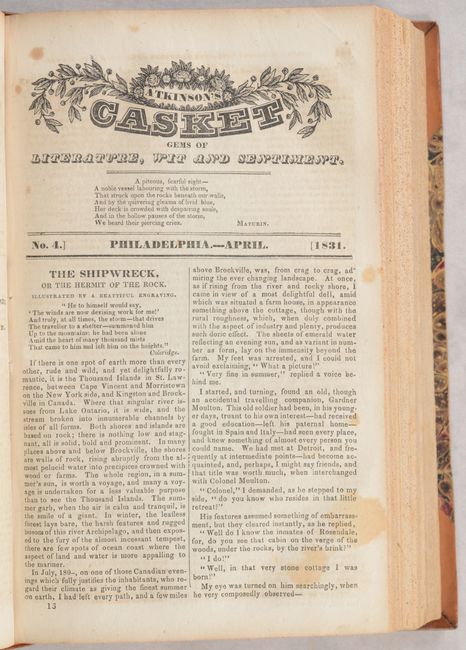 ATKINSON'S
CASKET
GEMS OF
LITERATURE, WIT AND SENTIMENT.
A piteous, fearful sight—
A noble vessel labouring with the storm,
That struck upon the rocks beneath our walls,
And by the quivering gleams of livid blue,
Her deck is crowded with despairing souls,
And in the hollow pauses of the storm,
We heard their piercing cries. MATURIN.
No. 4.] PHILADELPHIA.—APRIL. [1831.
THE SHIPWRECK,
OR THE HERMIT OF THE ROCK.
ILLUSTRATED BY A BEAUTIFUL ENGRAVING.
" He to himself would say,
' The winds are now devising work for me!'
And truly, at all times, the storm—that drives
The traveller to a shelter—summoned him
Up to the mountain: he had been alone
Amid the heart of many thousand mists
That came to him and left him on the heights."
Coleridge.
If there is one spot of earth more than every
other, rude and wild, and yet delightfully ro-
mantic, it is the Thousand Islands in St. Law-
rence, between Cape Vincent and Morristown
on the New York side, and Kingston and Brock-
ville in Canada. Where that singular river is-
sues from Lake Ontario, it is wide, and the
stream broken into innumerable channels by
isles of all forms. Both shores and islands are
based on rock; there is nothing low and stag-
nant, all is solid, bold and prominent. In many
places above and below Brockville, the shores
are walls of rock, rising abruptly from the al-
most pelucid water into precipices crowned with
wood or farms. The whole region, in a sum-
mer's sun, is worth a voyage, and many a voy-
age is undertaken for a less valuable purpose
than to see the Thousand Islands. The sum-
mer garb, when the air is calm and tranquil, is
the smile of a giant. In winter, the leafless
forest lays bare, the harsh features and rugged
bosom of this river Archipelago, and then expos-
ed to the fury of the almost incessant tempest,
there are few spots of ocean coast where the
aspect of land and water is more appalling to
the mariner.
In July, 180–, on one of those Canadian even-
ings which fully justifies the inhabitants, who re-
gard their climate as giving the finest summer
on earth, I had left every path, and a few miles
13
above Brockville, was, from crag to crag, ad-
miring the ever changing landscape. At once,
as if rising from the river and rocky shore, I
came in view of a most delightful dell, amid
which was situated a farm house, in appearance
something above the cottage, though with the
rural roughness, which, when duly combined
with the aspect of industry and plenty, produces
such doric effect. The sheets of emerald water
reflecting an evening sun, and as variant in num-
ber as form, lay on the immensity beyond the
farm. My feet was arrested, and I could not
avoid exclaiming, " What a picture!"
" Very fine in summer," replied a voice be-
hind me.
I started, and turning, found an old, though
an accidental travelling companion, Gardner
Moulton. This old soldier had been, in his young-
er days, truant to his own interest—had received
a good education—left his paternal home—
fought in Spain and Italy—had seen every place,
and knew something of almost every person you
could name. We had met at Detroit, and fre-
quently at intermediate points—had become ac-
quainted, and, perhaps, I might say friends, and
that title was worth much, when interchanged
with Colonel Moulton.
" Colonel," I demanded, as he stepped to my
side, " do you know who resides in that little
retreat?"
His features assumed something of embarrass-
ment, but they cleared instantly, as he replied,
" Well do I know the inmates of Rosendale,
for, do you see that cabin on the verge of the
woods, under the rocks, by the river's brink?"
" I do!"
" Well, in that very stone cottage I was
born!"
My eye was turned on him searchingly, when
he very composedly observed—